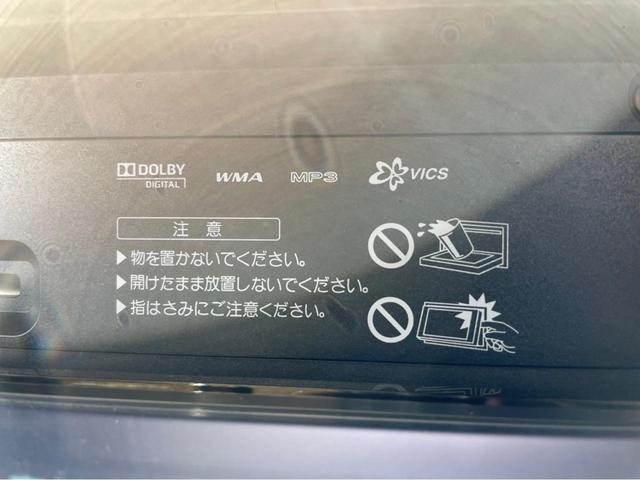 DOLBY
DIGITAL
WMA
MP3
VICS
注意
▶物を置かないでください。
▶開けたまま放置しないでください。
▶指はさみにご注意ください。